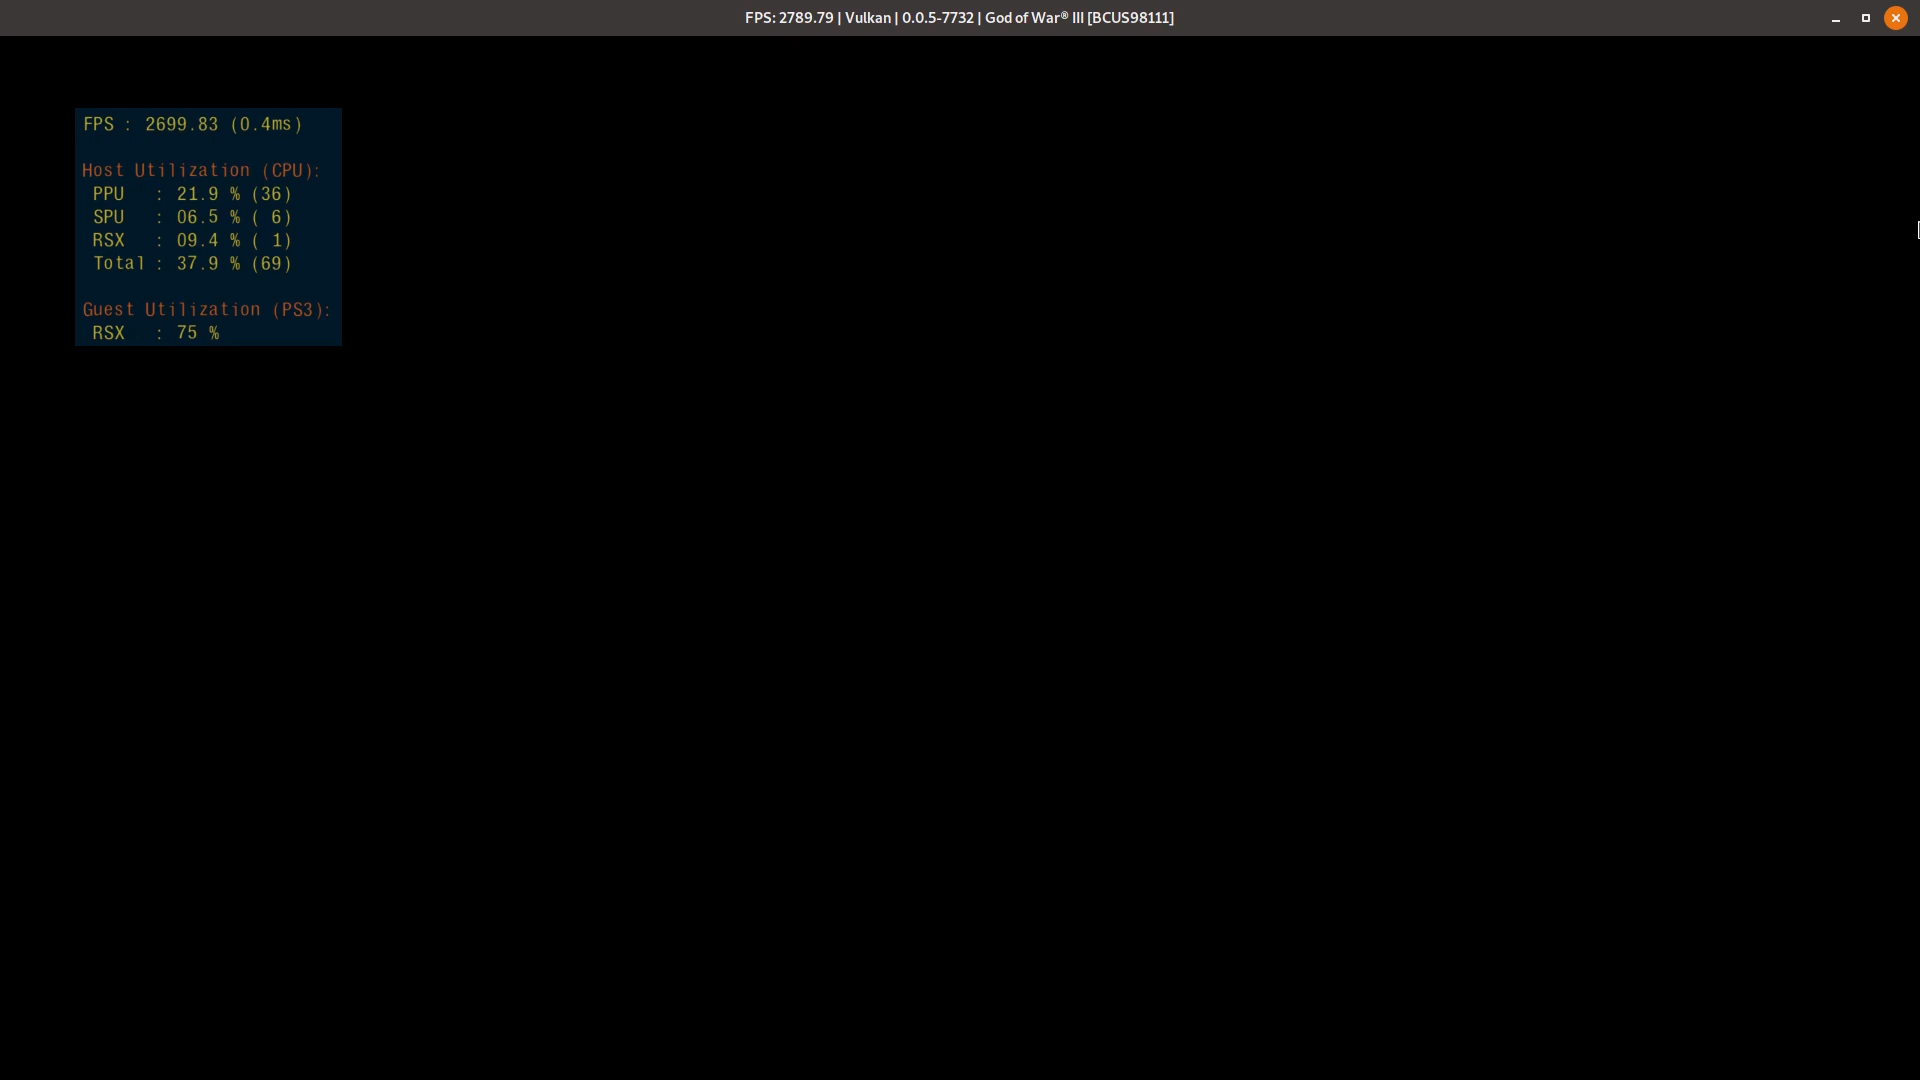 FPS: 2789.79 | Vulkan | 0.0.5-7732 | God of War® III [BCUS98111]
FPS : 2699.83 (0.4ms)
Host Utilization (CPU):
PPU : 21.9 % (36)
SPU : 06.5 % ( 6)
RSX : 09.4 % ( 1)
Total : 37.9 % (69)
Guest Utilization (PS3):
RSX : 75 %